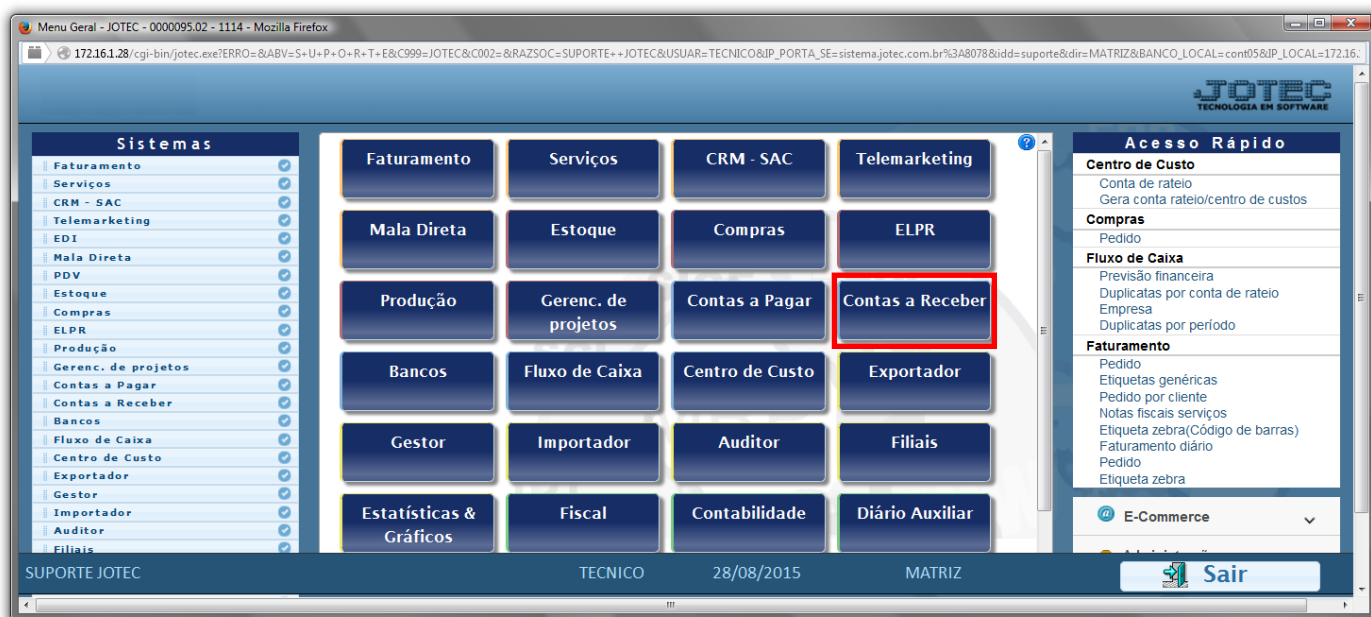 Menu Geral - JOTEC - 0000095.02 - 1114 - Mozilla Firefox
172.16.1.28/cgi-bin/jotec.exe?ERRO=&ABV=S+U+P+O+R+T+E&C999=JOTEC&C002=&RAZSOC=SUPORTE++JOTEC&USUAR=TECNICO&IP_PORTA_SE=sistema.jotec.com.br%3A8078&idd=suporte&dir=MATRIZ&BANCO_LOCAL=cont05&IP_LOCAL=172.16.
JOTEC
TECNOLOGIA EM SOFTWARE
Sistemas
Faturamento
Serviços
CRM - SAC
Telemarketing
EDI
Mala Direta
PDV
Estoque
Compras
ELPR
Produção
Gerenc. de projetos
Contas a Pagar
Contas a Receber
Bancos
Fluxo de Caixa
Centro de Custo
Exportador
Gestor
Importador
Auditor
Filiais
Faturamento
Serviços
CRM - SAC
Telemarketing
Mala Direta
Estoque
Compras
ELPR
Produção
Gerenc. de
projetos
Contas a Pagar
Contas a Receber
Bancos
Fluxo de Caixa
Centro de Custo
Exportador
Gestor
Importador
Auditor
Filiais
Estatísticas &
Gráficos
Fiscal
Contabilidade
Diário Auxiliar
Acesso Rápido
Centro de Custo
Conta de rateio
Gera conta rateio/centro de custos
Compras
Pedido
Fluxo de Caixa
Previsão financeira
Duplicatas por conta de rateio
Empresa
Duplicatas por período
Faturamento
Pedido
Etiquetas genéricas
Pedido por cliente
Notas fiscais serviços
Etiqueta zebra(Código de barras)
Faturamento diário
Pedido
Etiqueta zebra
E-Commerce
SUPORTE JOTEC
TECNICO
28/08/2015
MATRIZ
Sair